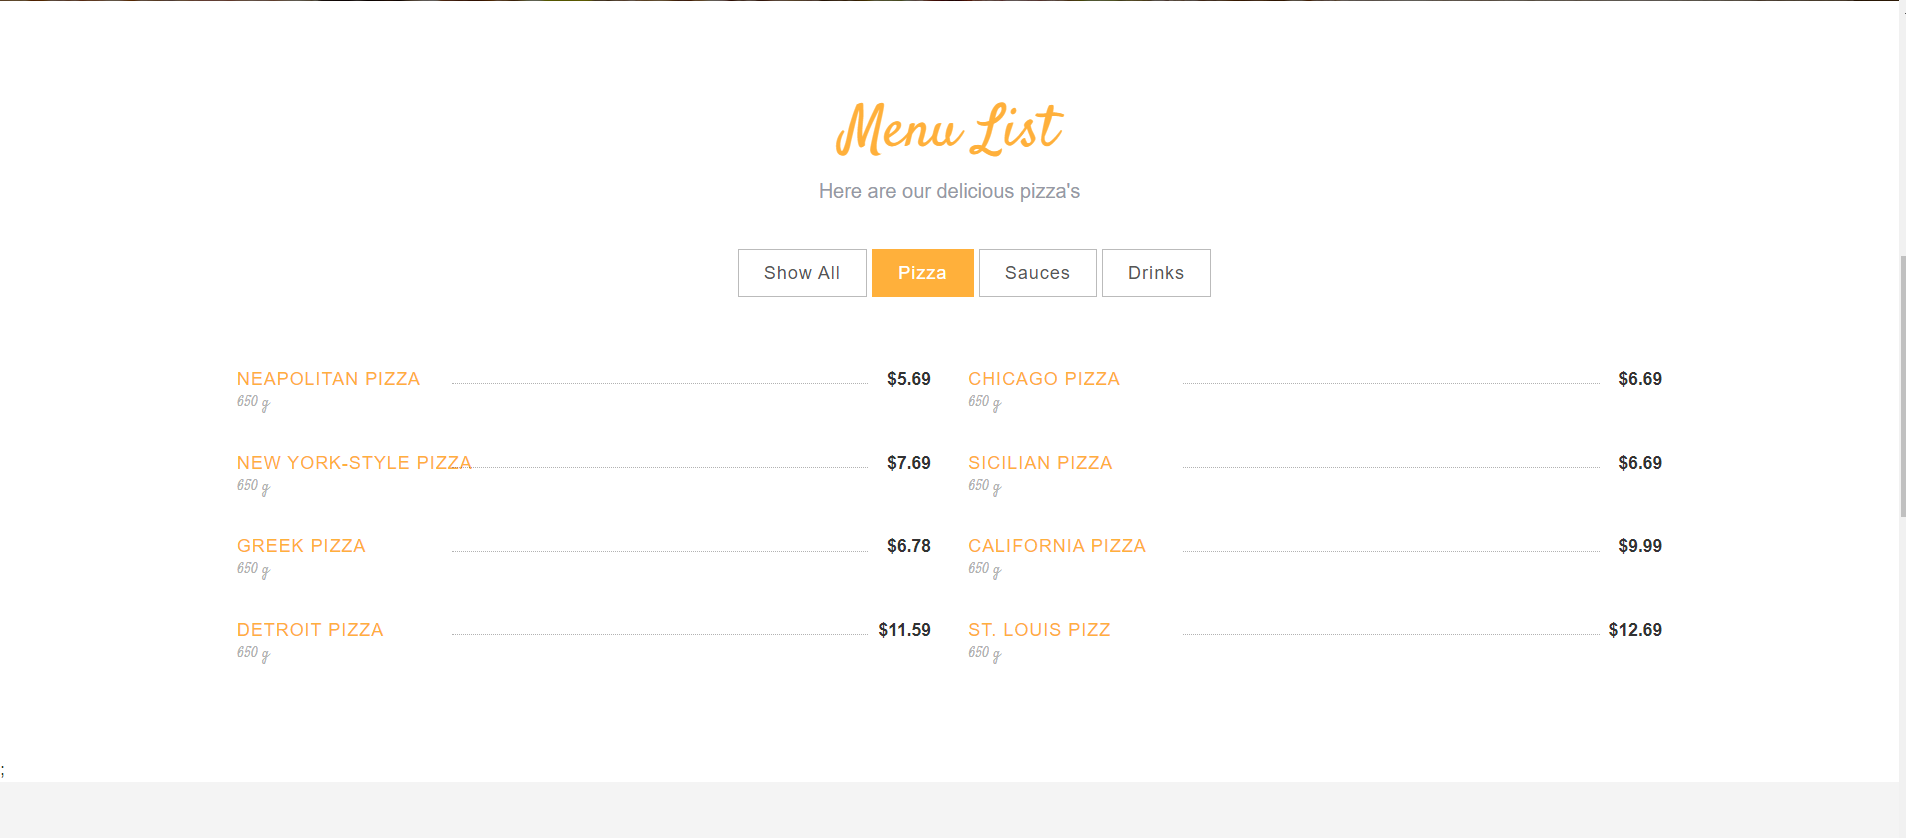 Menu List
Here are our delicious pizza's
Show All Pizza Sauces Drinks
NEAPOLITAN PIZZA $5.69
650 g
CHICAGO PIZZA $6.69
650 g
NEW YORK-STYLE PIZZA $7.69
650 g
SICILIAN PIZZA $6.69
650 g
GREEK PIZZA $6.78
650 g
CALIFORNIA PIZZA $9.99
650 g
DETROIT PIZZA $11.59
650 g
ST. LOUIS PIZZ $12.69
650 g
;